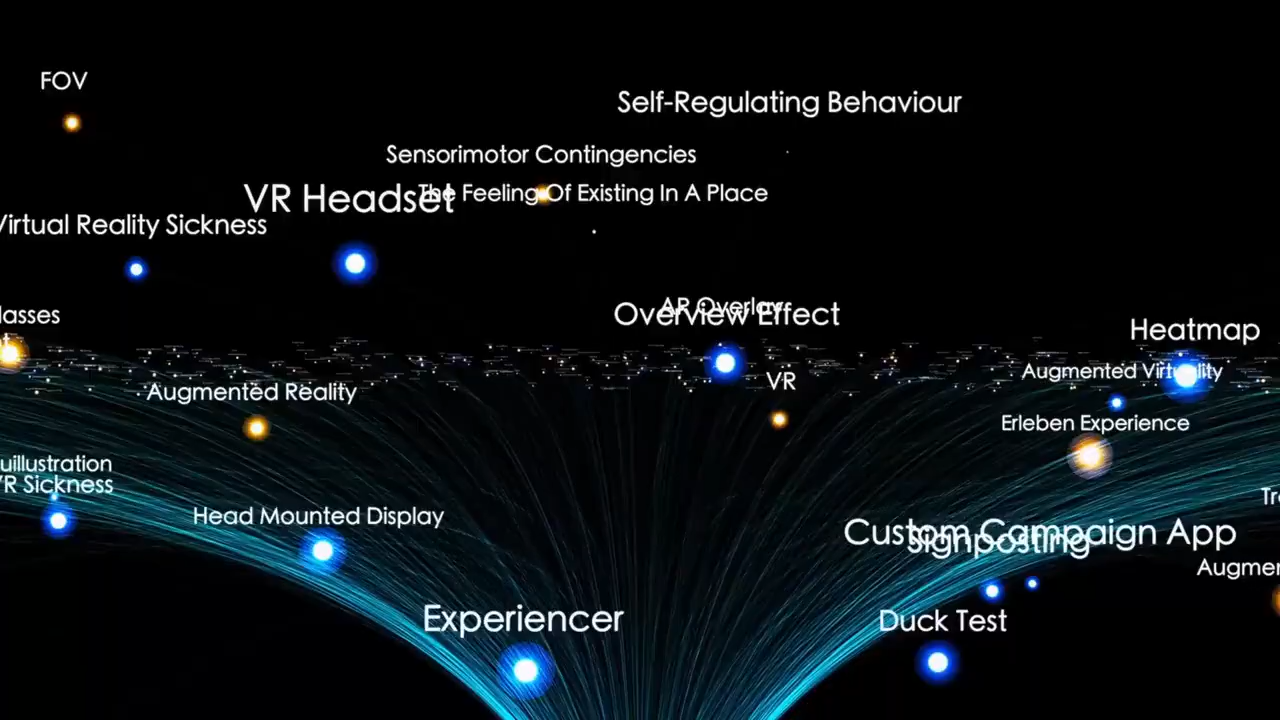 FOV
Self-Regulating Behaviour
Sensorimotor Contingencies
VR Headset
The Feeling Of Existing In A Place
Virtual Reality Sickness
AR Overlay
Overview Effect
Heatmap
Augmented Virtuality
VR
Augmented Reality
Erleben Experience
VR Sickness
Head Mounted Display
Custom Campaign App
Signposting
Experiencer
Duck Test